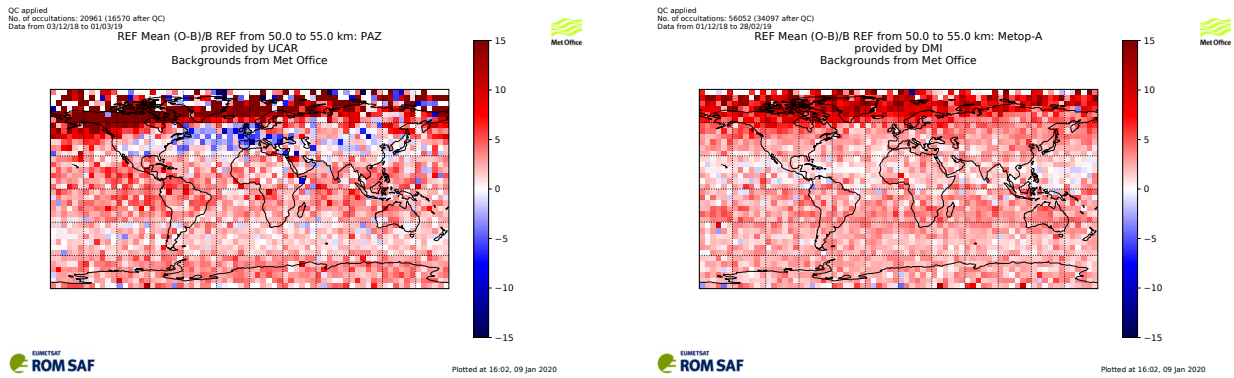 QC applied
No. of occultations: 20961 (16570 after QC)
Data from 03/12/18 to 01/03/19
REF Mean (O-B)/B REF from 50.0 to 55.0 km: PAZ
provided by UCAR
Backgrounds from Met Office
Met Office
15
10
5
0
−5
−10
−15
EUMETSAT
ROM SAF
Plotted at 16:02, 09 Jan 2020
QC applied
No. of occultations: 56052 (34097 after QC)
Data from 01/12/18 to 28/02/19
REF Mean (O-B)/B REF from 50.0 to 55.0 km: Metop-A
provided by DMI
Backgrounds from Met Office
Met Office
15
10
5
0
−5
−10
−15
EUMETSAT
ROM SAF
Plotted at 16:02, 09 Jan 2020